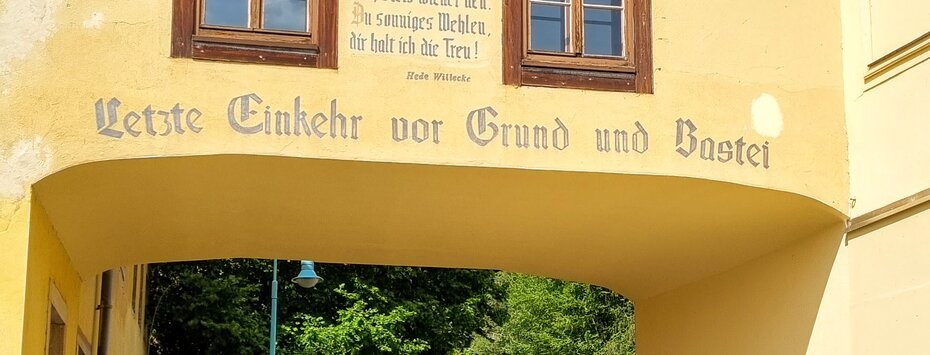 Du sonniges Wehlen,
dir halt ich die Treu!
Hede Willecke
Letzte Einkehr vor Grund und Bastei